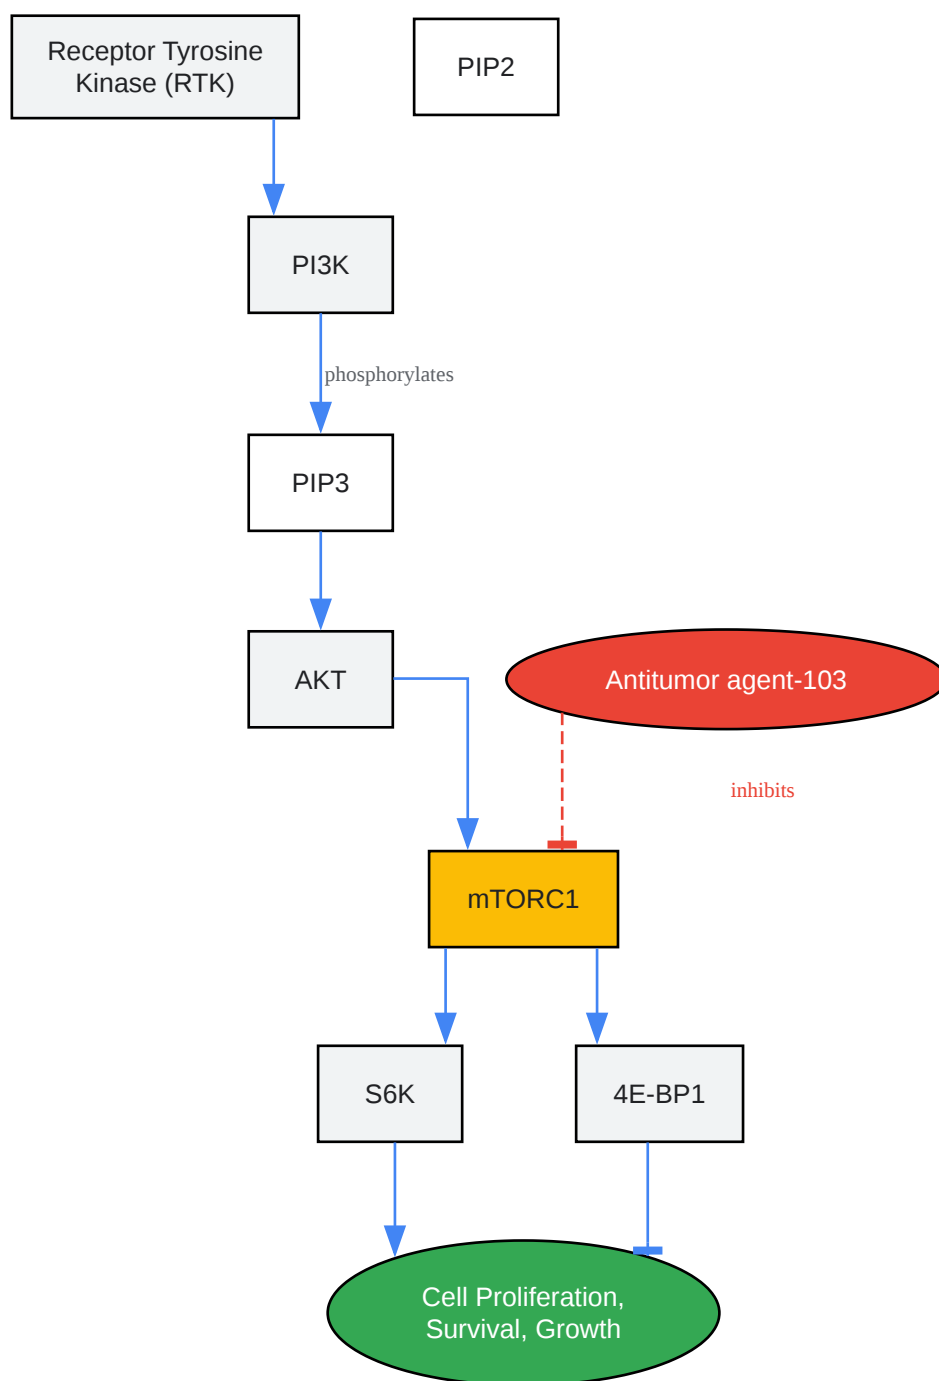 Receptor Tyrosine
Kinase (RTK)
PIP2
PI3K
phosphorylates
PIP3
AKT
Antitumor agent-103
inhibits
mTORC1
S6K
4E-BP1
Cell Proliferation,
Survival, Growth